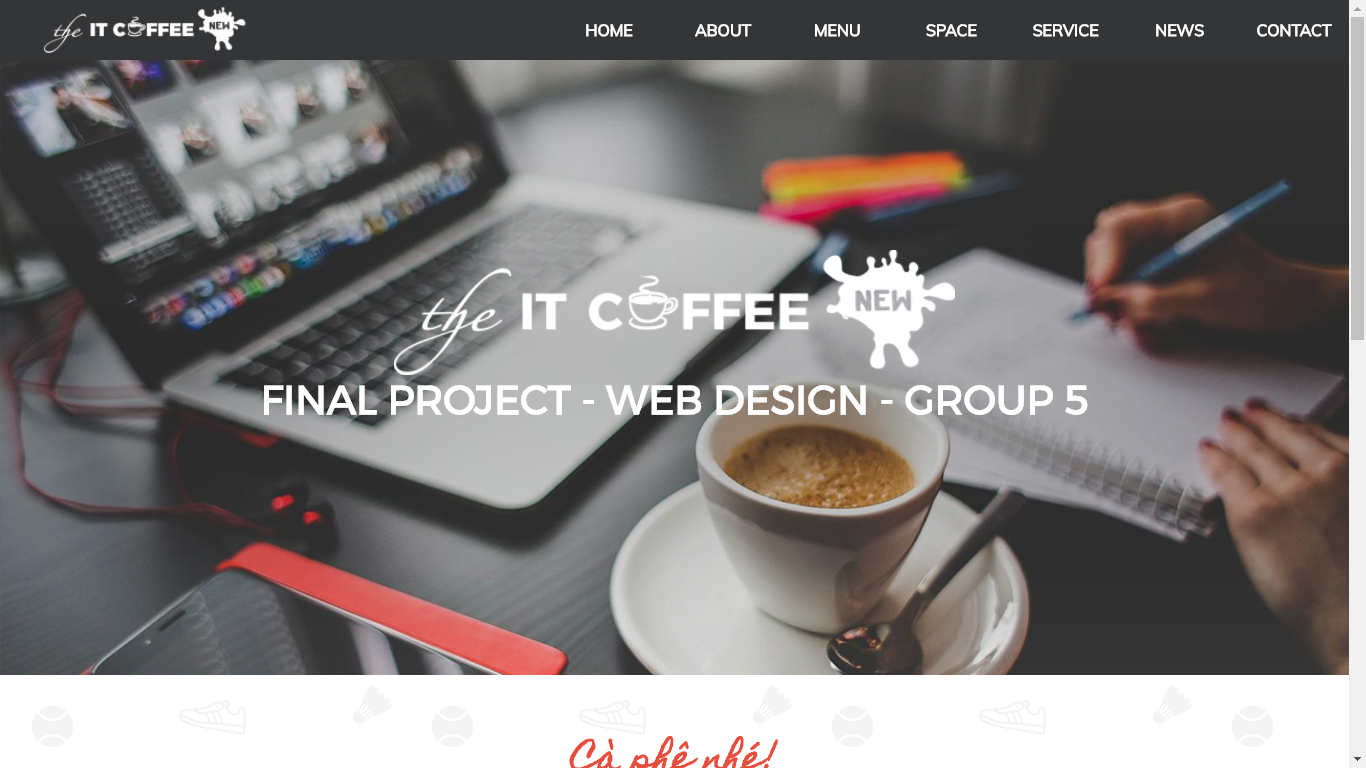 the IT COFFEE NEW
HOME ABOUT MENU SPACE SERVICE NEWS CONTACT
the IT COFFEE NEW
FINAL PROJECT - WEB DESIGN - GROUP 5
Cà phê nhé!